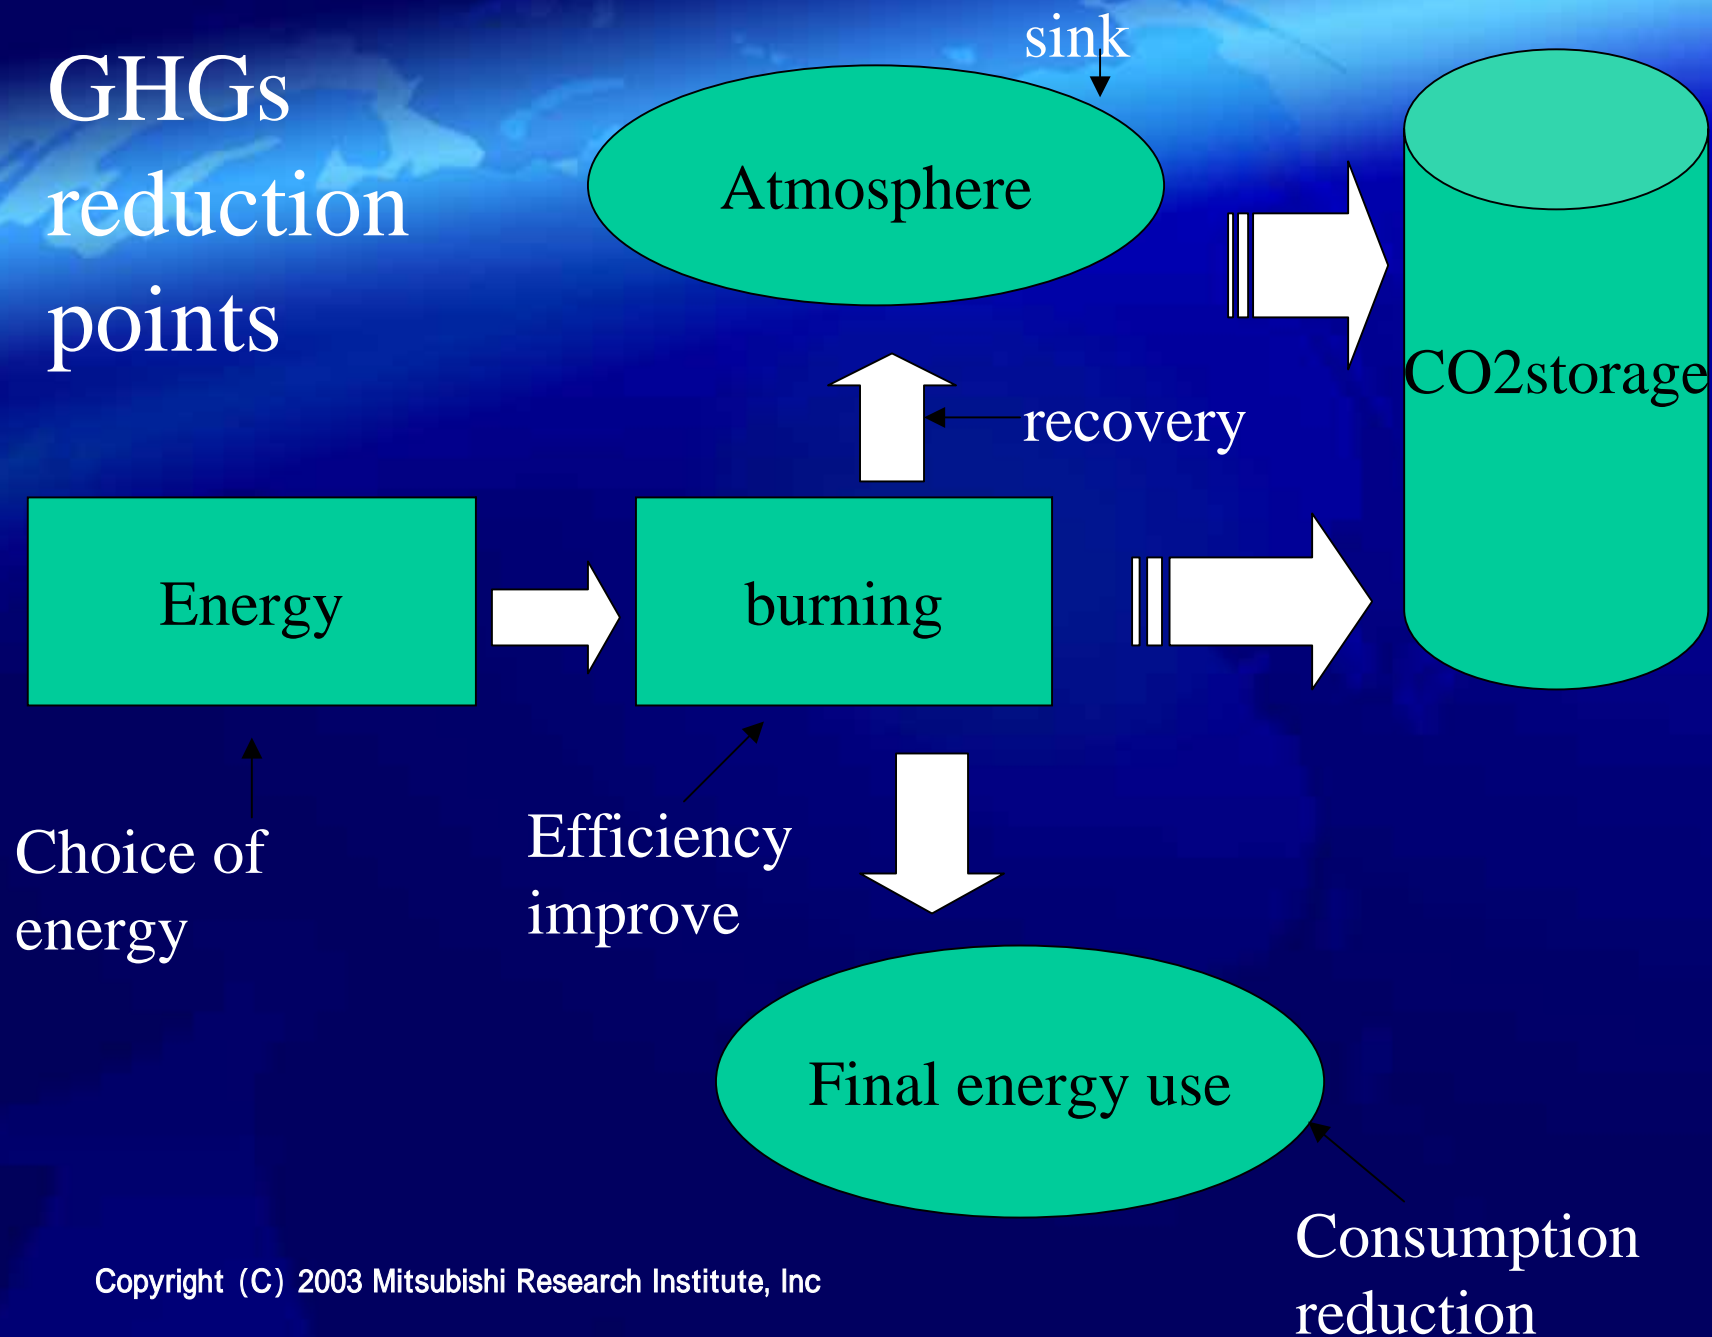 GHGs
reduction
points
sink
Atmosphere
CO2storage
recovery
Energy
burning
Choice of
energy
Efficiency
improve
Final energy use
Consumption
reduction
Copyright (C) 2003 Mitsubishi Research Institute, Inc